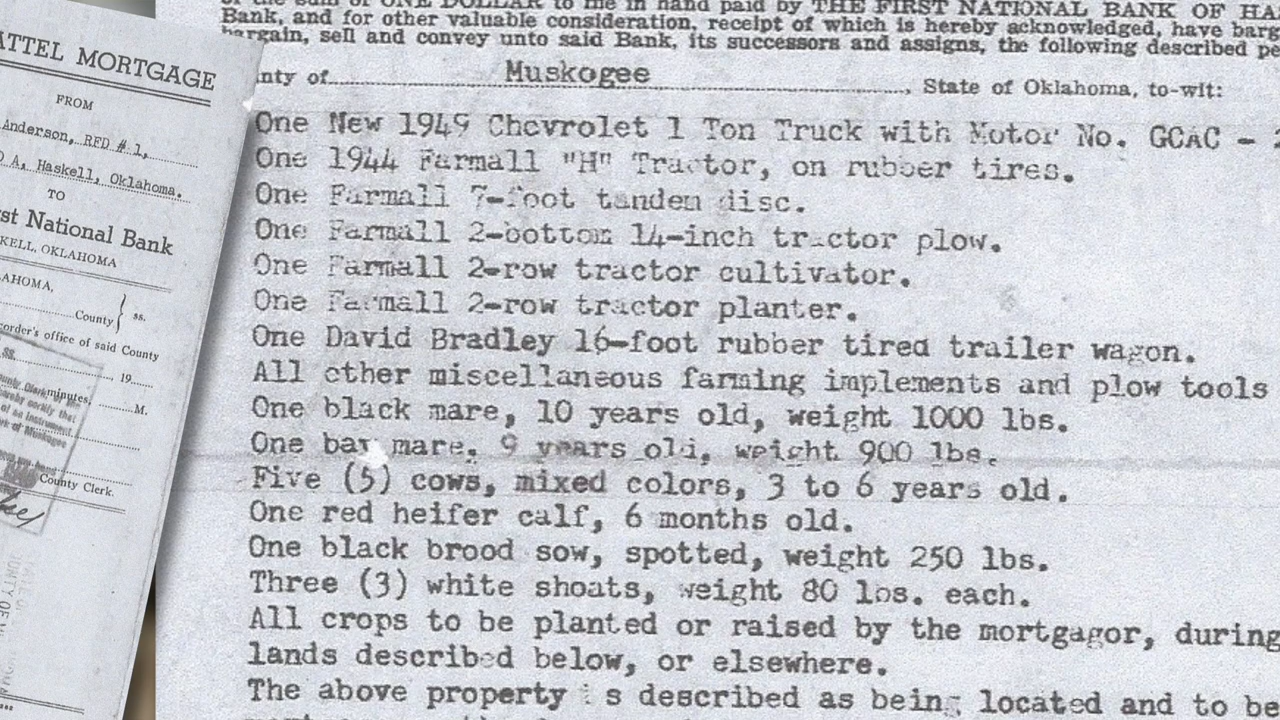 ATTEL MORTGAGE
FROM
Anderson, RFD #1,
A, Haskell, Oklahoma.
TO
st National Bank
KELL, OKLAHOMA
AHOMA,
County } ss.
order's office of said County
ss.
19
minutes M.
County Clerk.
of the sum of ONE DOLLAR to me in hand paid by THE FIRST NATIONAL BANK OF HA
Bank, and for other valuable consideration, receipt of which is hereby acknowledged, have barg
bargain, sell and convey unto said Bank, its successors and assigns, the following described pe
nty of Muskogee, State of Oklahoma, to-wit:
One New 1949 Chevrolet 1 Ton Truck with Motor No. GCAC -
One 1944 Farmall "H" Tractor, on rubber tires.
One Farmall 7-foot tandem disc.
One Farmall 2-bottom 14-inch tractor plow.
One Farmall 2-row tractor cultivator.
One Farmall 2-row tractor planter.
One David Bradley 16-foot rubber tired trailer wagon.
All other miscellaneous farming implements and plow tools
One black mare, 10 years old, weight 1000 lbs.
One bay mare, 9 years old, weight 900 lbs.
Five (5) cows, mixed colors, 3 to 6 years old.
One red heifer calf, 6 months old.
One black brood sow, spotted, weight 250 lbs.
Three (3) white shoats, weight 80 lbs. each.
All crops to be planted or raised by the mortgagor, during
lands described below, or elsewhere.
The above property is described as being located and to be